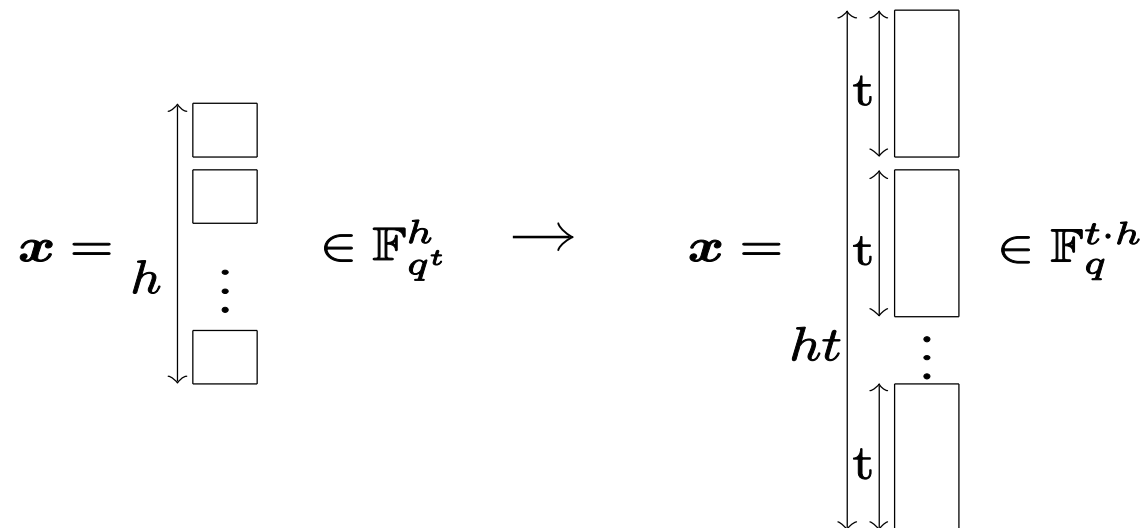 t
x = h ⋮ ∈ 𝔽_{q^t}^h → x = t ∈ 𝔽_q^{t·h}
ht ⋮
t